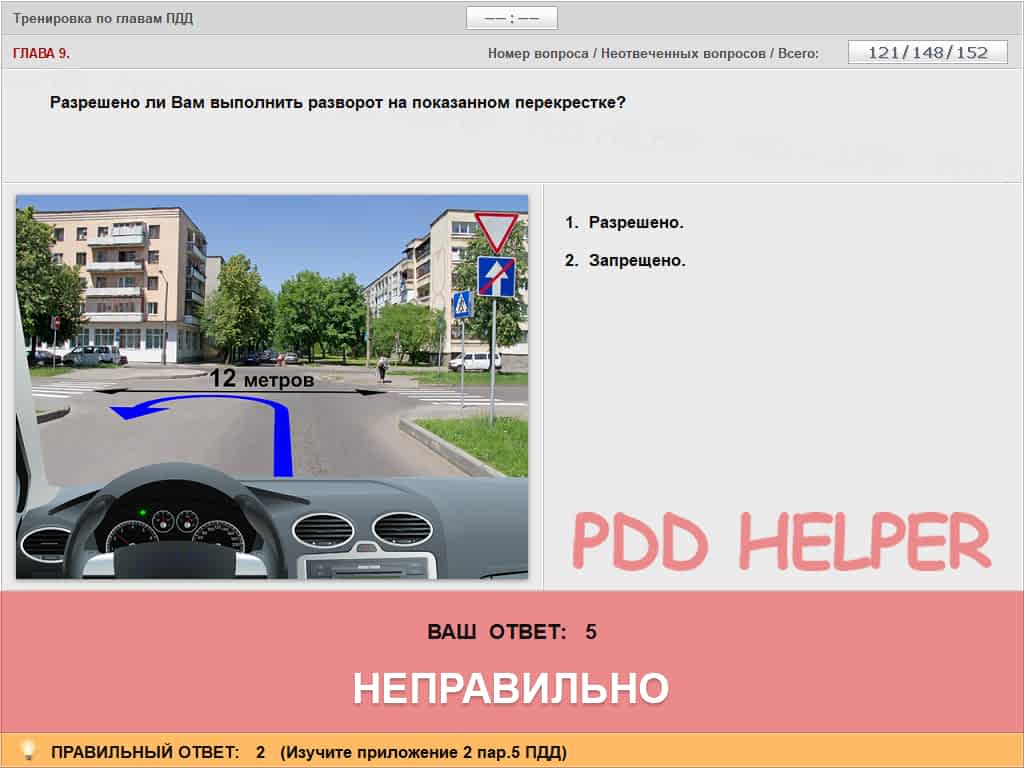 Тренировка по главам ПДД
—— : ——
ГЛАВА 9.
Номер вопроса / Неотвеченных вопросов / Всего:
121/148/152
Разрешено ли Вам выполнить разворот на показанном перекрестке?
12 метров
1. Разрешено.
2. Запрещено.
PDD HELPER
ВАШ ОТВЕТ: 5
НЕПРАВИЛЬНО
ПРАВИЛЬНЫЙ ОТВЕТ: 2 (Изучите приложение 2 пар.5 ПДД)